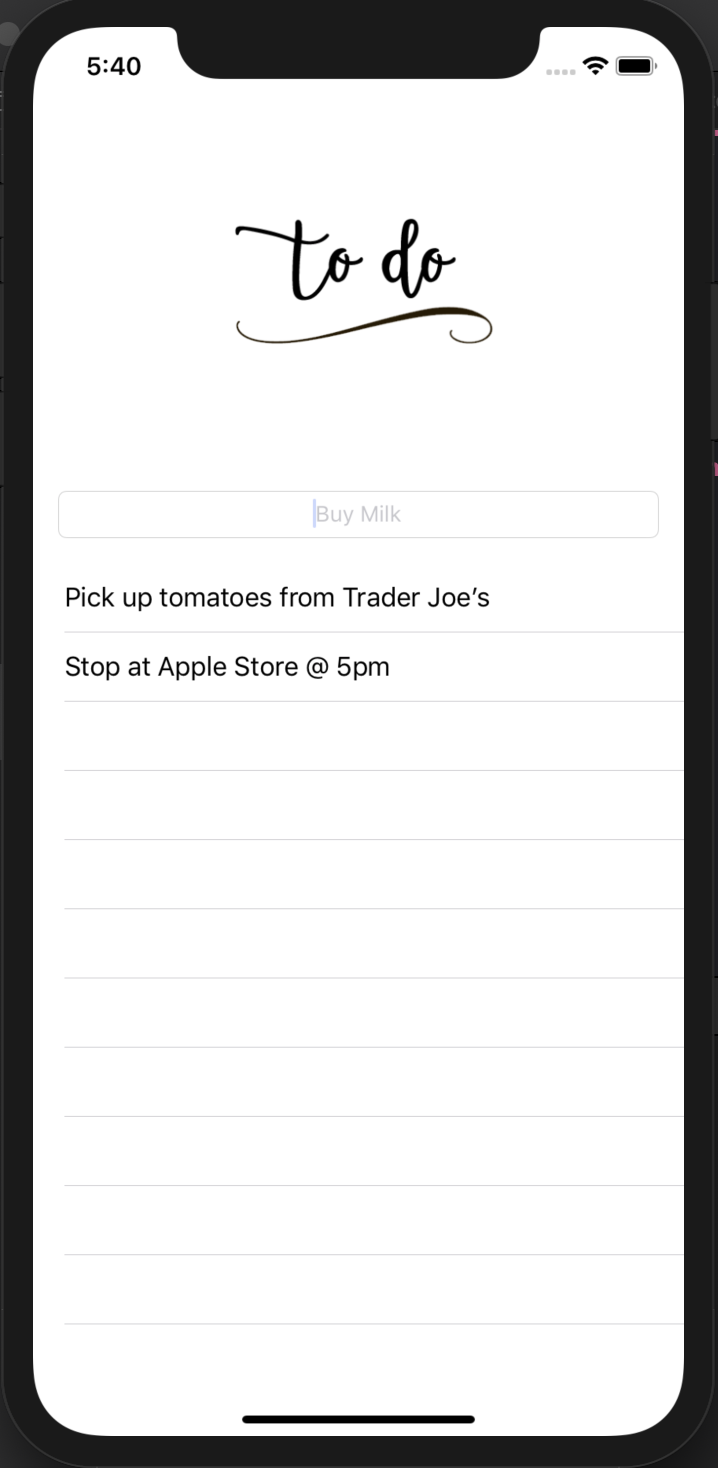 5:40
to do
Buy Milk
Pick up tomatoes from Trader Joe’s
Stop at Apple Store @ 5pm